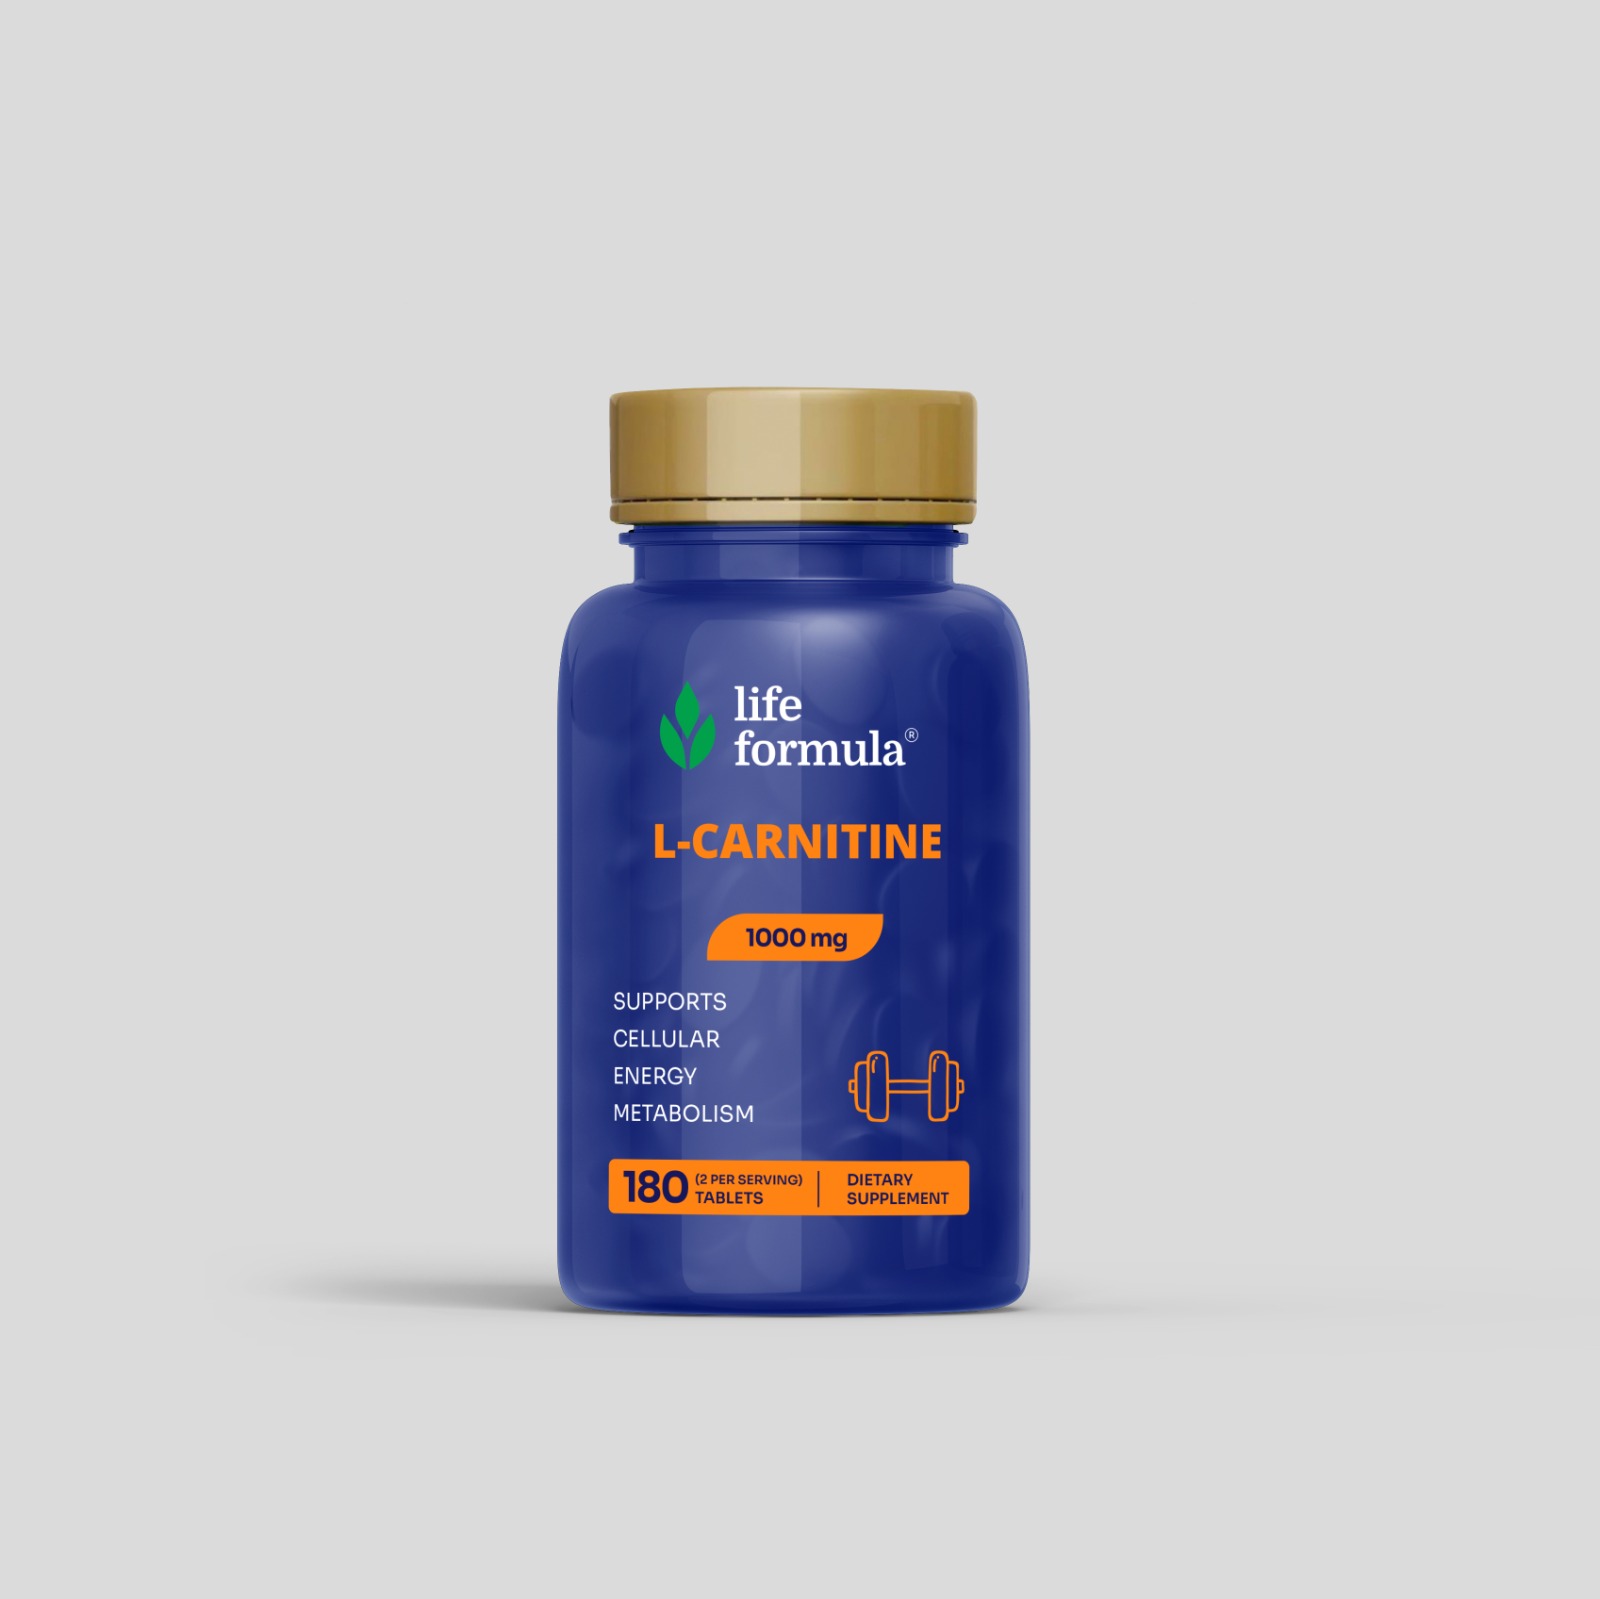 life
formula®
L-CARNITINE
1000 mg
SUPPORTS
CELLULAR
ENERGY
METABOLISM
180 (2 PER SERVING)
TABLETS
DIETARY
SUPPLEMENT